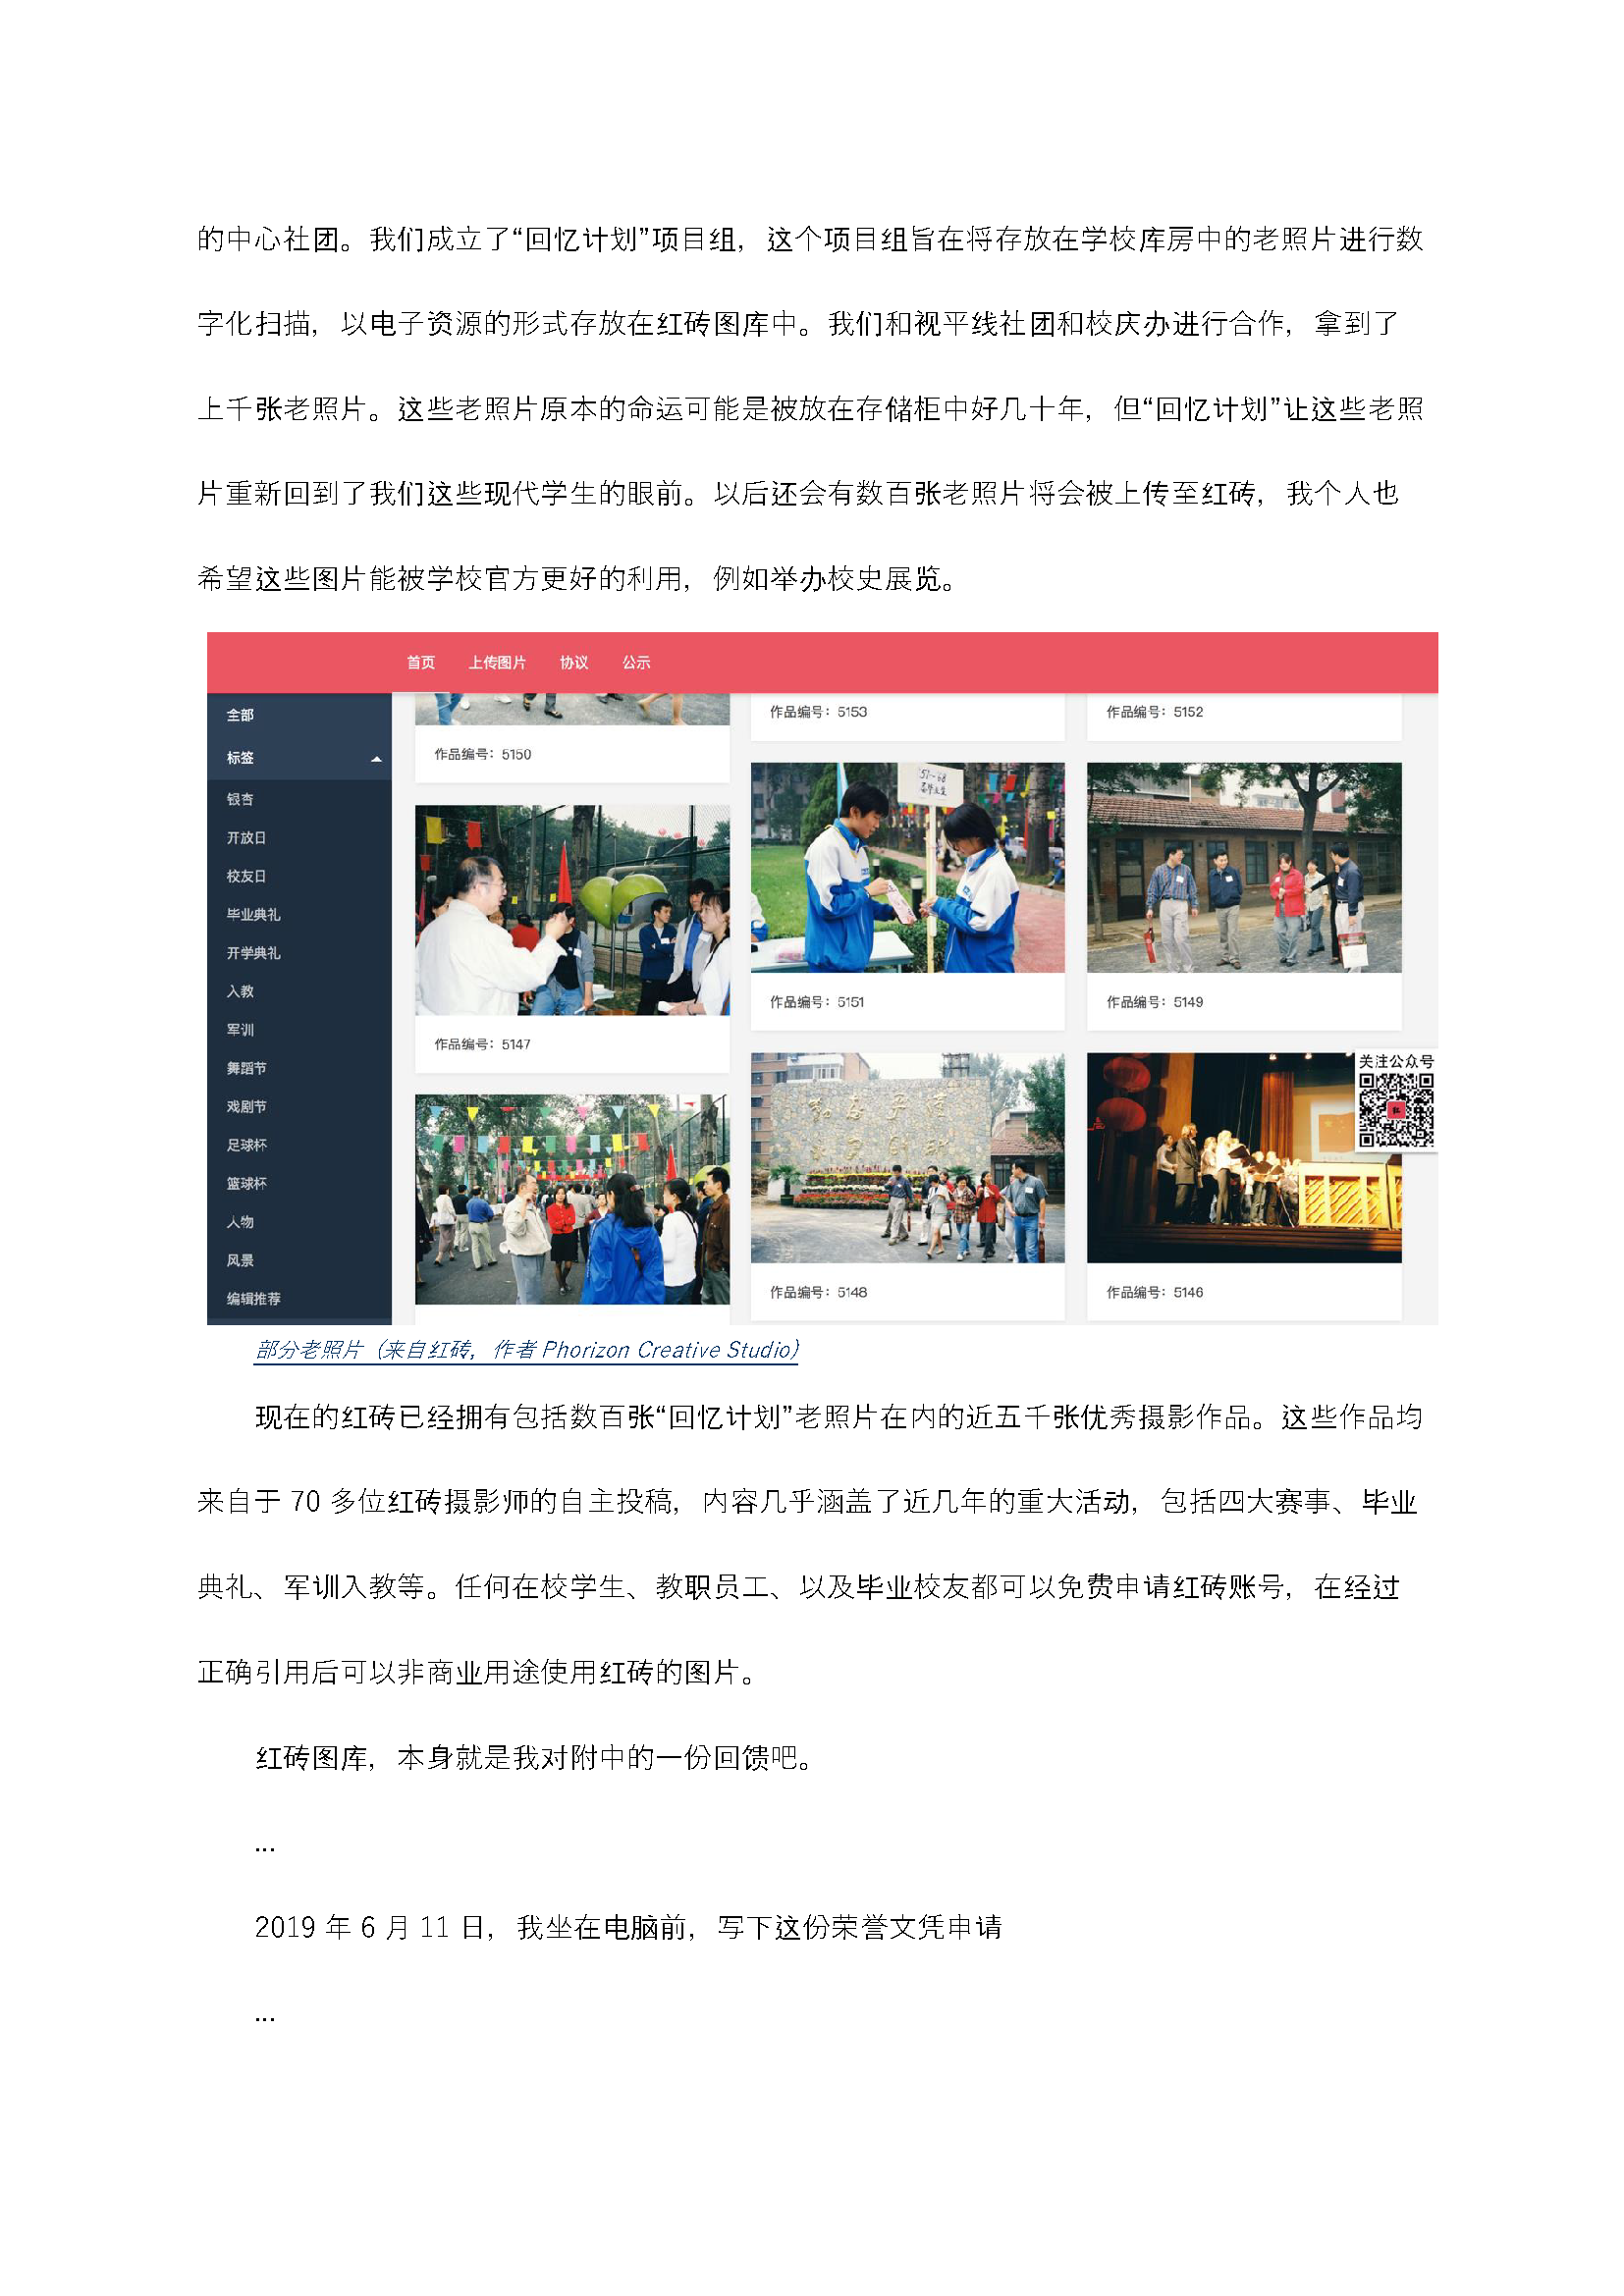 的中心社团。我们成立了“回忆计划”项目组，这个项目组旨在将存放在学校库房中的老照片进行数
字化扫描，以电子资源的形式存放在红砖图库中。我们和视平线社团和校庆办进行合作，拿到了
上千张老照片。这些老照片原本的命运可能是被放在存储柜中好几十年，但“回忆计划”让这些老照
片重新回到了我们这些现代学生的眼前。以后还会有数百张老照片将会被上传至红砖，我个人也
希望这些图片能被学校官方更好的利用，例如举办校史展览。
首页 上传图片 协议 公示
全部
标签
银杏
开放日
校友日
毕业典礼
开学典礼
入教
军训
舞蹈节
戏剧节
足球杯
篮球杯
人物
风景
编辑推荐
作品编号：5150
作品编号：5147
作品编号：5153
51-68
作品编号：5151
作品编号：5148
作品编号：5152
作品编号：5149
作品编号：5146
关注公众号
部分老照片（来自红砖，作者 Phorizon Creative Studio）
现在的红砖已经拥有包括数百张“回忆计划”老照片在内的近五千张优秀摄影作品。这些作品均
来自于 70 多位红砖摄影师的自主投稿，内容几乎涵盖了近几年的重大活动，包括四大赛事、毕业
典礼、军训入教等。任何在校学生、教职员工、以及毕业校友都可以免费申请红砖账号，在经过
正确引用后可以非商业用途使用红砖的图片。
红砖图库，本身就是我对附中的一份回馈吧。
...
2019 年 6 月 11 日，我坐在电脑前，写下这份荣誉文凭申请
...